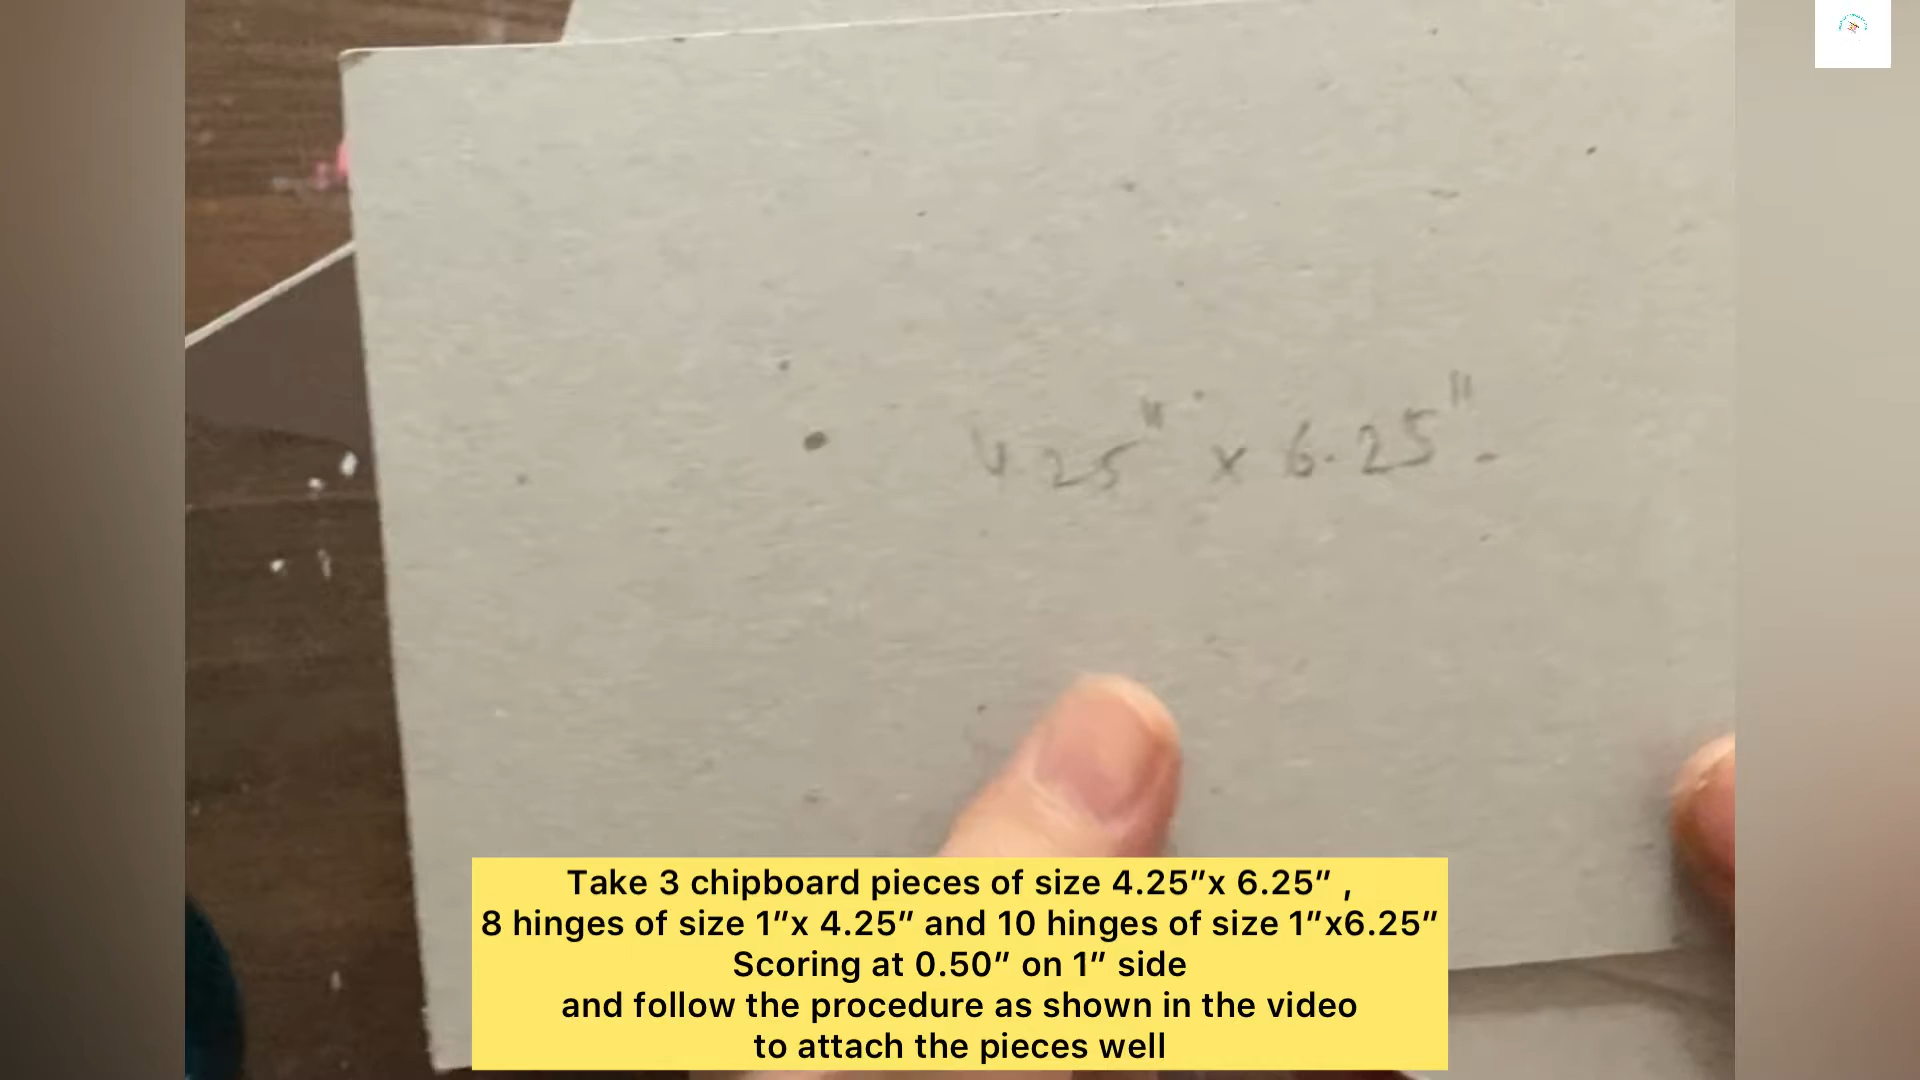 4.25" x 6.25".
Take 3 chipboard pieces of size 4.25”x 6.25” ,
8 hinges of size 1”x 4.25” and 10 hinges of size 1”x6.25”
Scoring at 0.50” on 1” side
and follow the procedure as shown in the video
to attach the pieces well